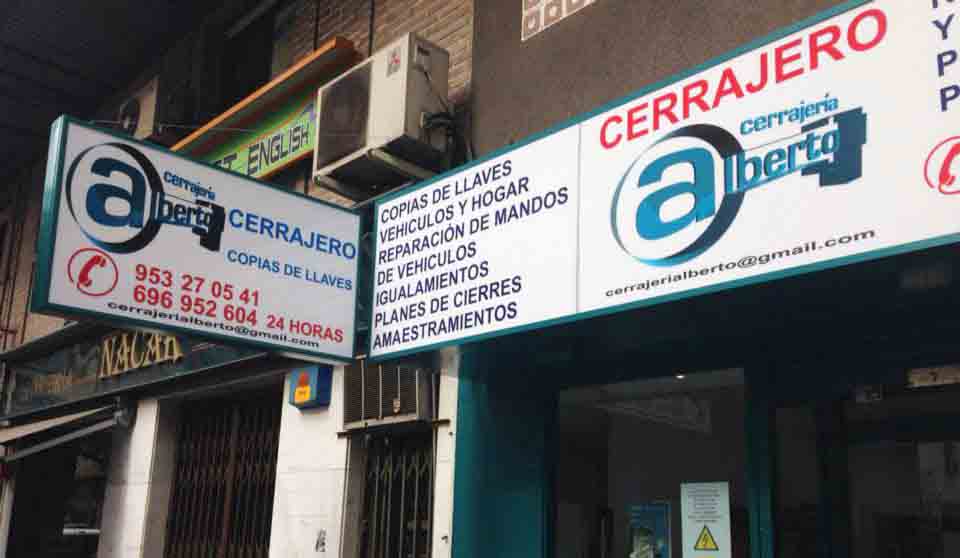 cerrajería
alberto
CERRAJERO
COPIAS DE LLAVES
953 27 05 41
696 952 604 24 HORAS
cerrajerialberto@gmail.com
COPIAS DE LLAVES
VEHICULOS Y HOGAR
REPARACIÓN DE MANDOS
DE VEHICULOS
IGUALAMIENTOS
PLANES DE CIERRES
AMAESTRAMIENTOS
CERRAJERO
cerrajería
alberto
cerrajerialberto@gmail.com
Y
P
P
ENGLISH
NACAR